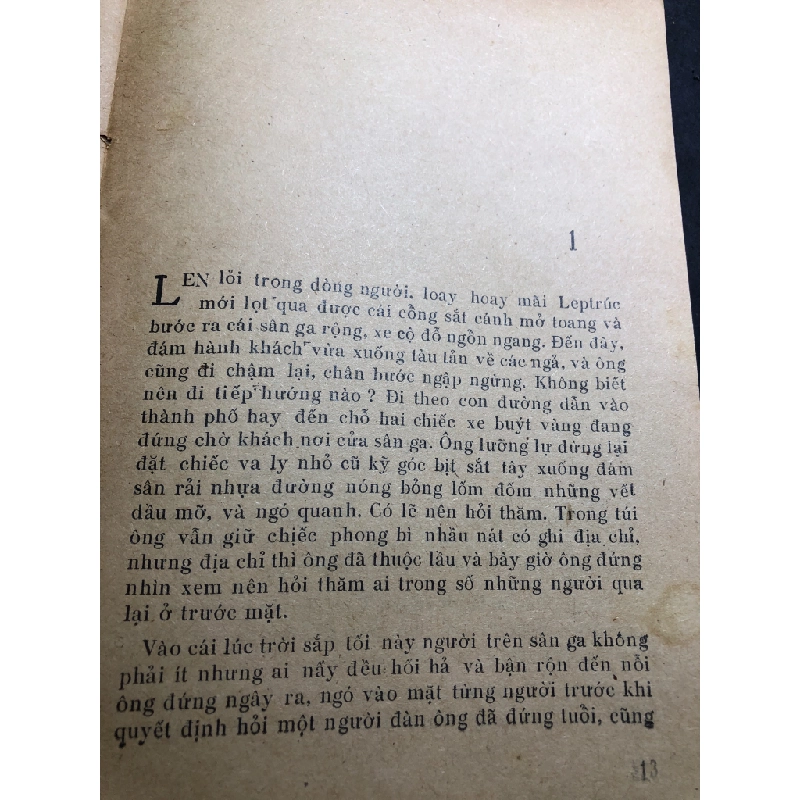 1
LEN lỏi trong dòng người, loay hoay mãi Leptrúc
mới lọt qua được cái cổng sắt cánh mở toang và
bước ra cái sân ga rộng, xe cộ đỗ ngổn ngang. Đến đây,
đám hành khách vừa xuống tàu tản về các ngả, và ông
cũng đi chậm lại, chân bước ngập ngừng. Không biết
nên đi tiếp hướng nào ? Đi theo con đường dẫn vào
thành phố hay đến chỗ hai chiếc xe buýt vàng đang
đứng chờ khách nơi cửa sân ga. Ông lưỡng lự dừng lại
đặt chiếc va ly nhỏ cũ kỹ góc bịt sắt tây xuống đám
sân rải nhựa đường nóng bỏng lốm đốm những vết
dầu mỡ, và ngó quanh. Có lẽ nên hỏi thăm. Trong túi
ông vẫn giữ chiếc phong bì nhầu nát có ghi địa chỉ,
nhưng địa chỉ thì ông đã thuộc lầu và bây giờ ông đứng
nhìn xem nên hỏi thăm ai trong số những người qua
lại ở trước mặt.
Vào cái lúc trời sắp tối này người trên sân ga không
phải ít nhưng ai nấy đều hối hả và bận rộn đến nỗi
ông đứng ngây ra, ngó vào mặt từng người trước khi
quyết định hỏi một người đàn ông đã đứng tuổi, cũng
13